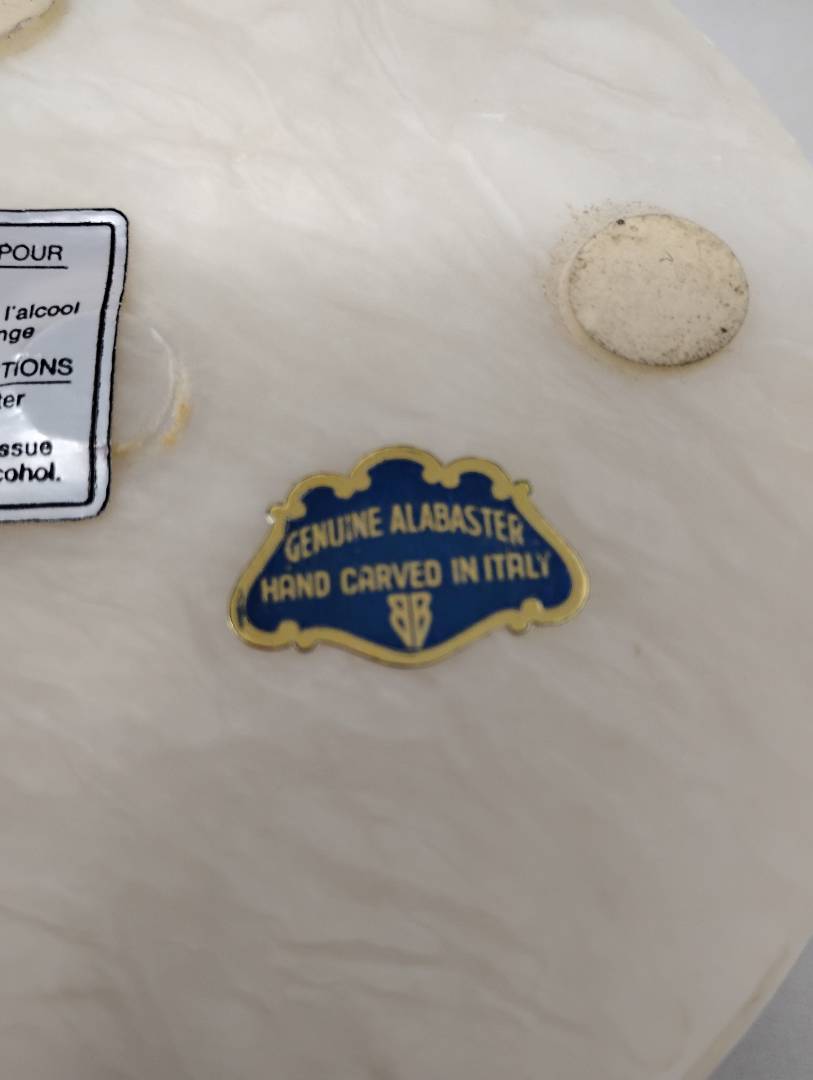 POUR
l'alcool
nge
TIONS
ter
ssue
cohol.
GENUINE ALABASTER
HAND CARVED IN ITALY
BB